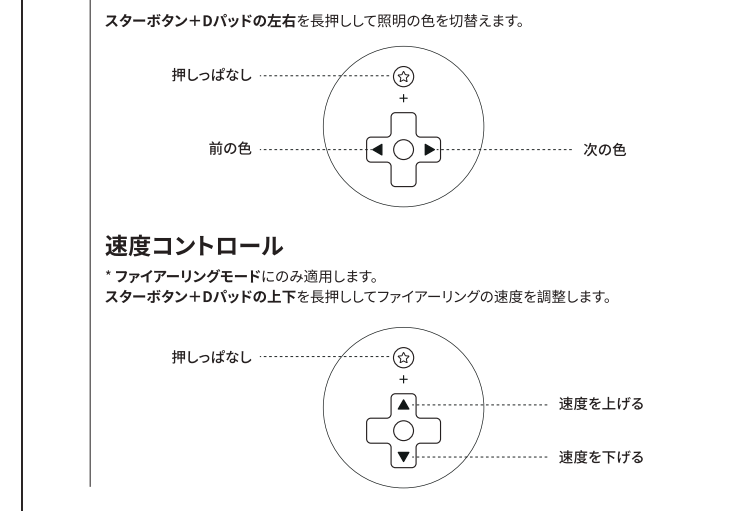 スターボタン＋Dパッドの左右を長押しして照明の色を切替えます。
押しっぱなし
+
前の色
次の色
速度コントロール
* ファイアーリングモードにのみ適用します。
スターボタン＋Dパッドの上下を長押ししてファイアーリングの速度を調整します。
押しっぱなし
+
速度を上げる
速度を下げる